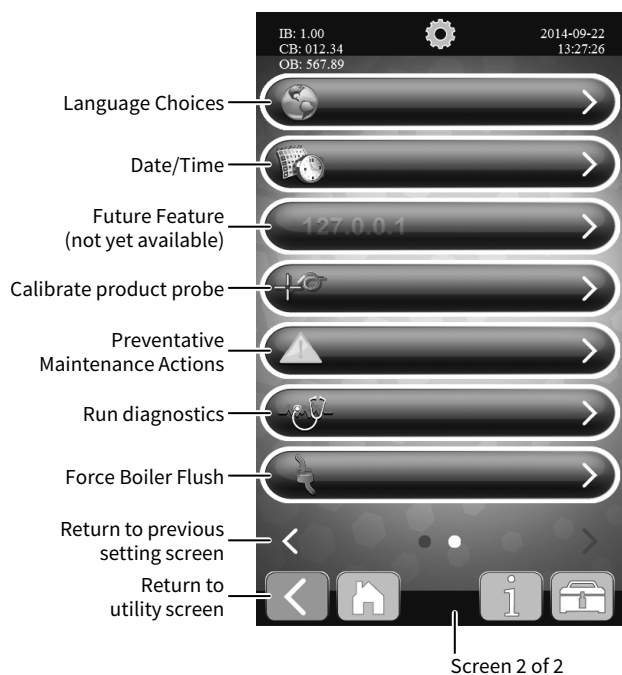 IB: 1.00
CB: 012.34
OB: 567.89
2014-09-22
13:27:26
Language Choices
Date/Time
Future Feature
(not yet available)
127.0.0.1
Calibrate product probe
Preventative
Maintenance Actions
Run diagnostics
Force Boiler Flush
Return to previous
setting screen
Return to
utility screen
i
Screen 2 of 2